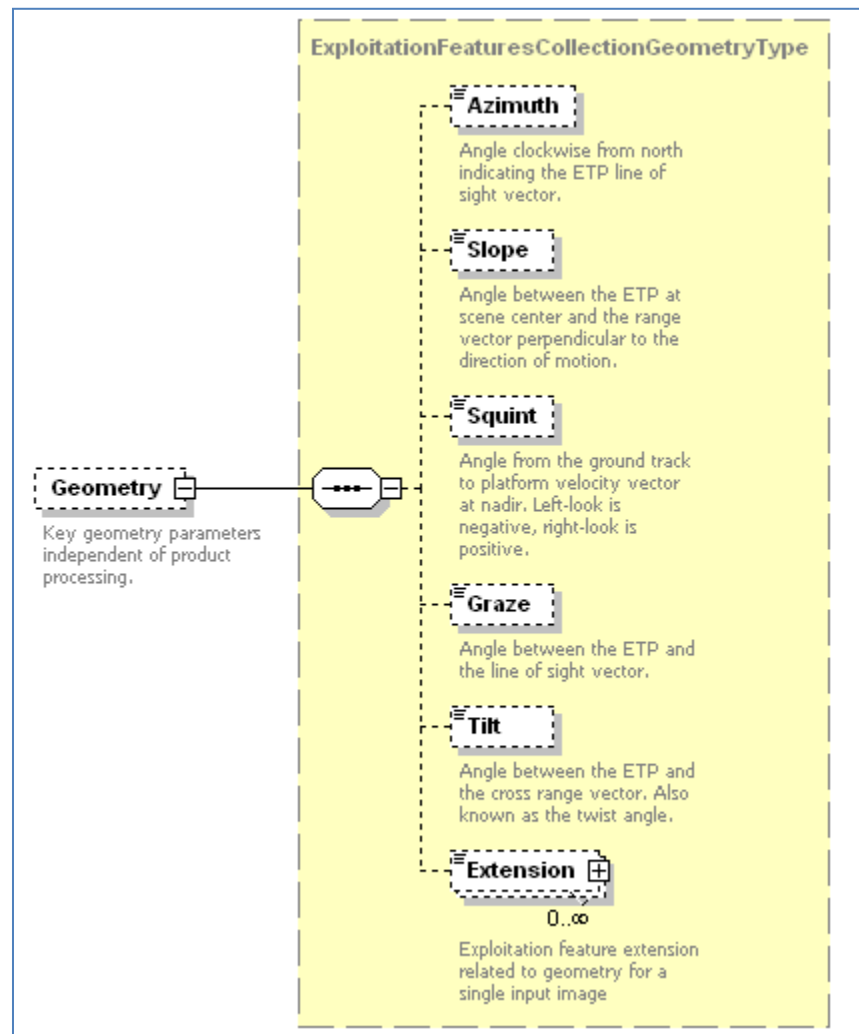 ExploitationFeaturesCollectionGeometryType
Azimuth
Angle clockwise from north
indicating the ETP line of
sight vector.
Slope
Angle between the ETP at
scene center and the range
vector perpendicular to the
direction of motion.
Squint
Angle from the ground track
to platform velocity vector
at nadir. Left-look is
negative, right-look is
positive.
Geometry
Key geometry parameters
independent of product
processing.
Graze
Angle between the ETP and
the line of sight vector.
Tilt
Angle between the ETP and
the cross range vector. Also
known as the twist angle.
Extension
0..∞
Exploitation feature extension
related to geometry for a
single input image